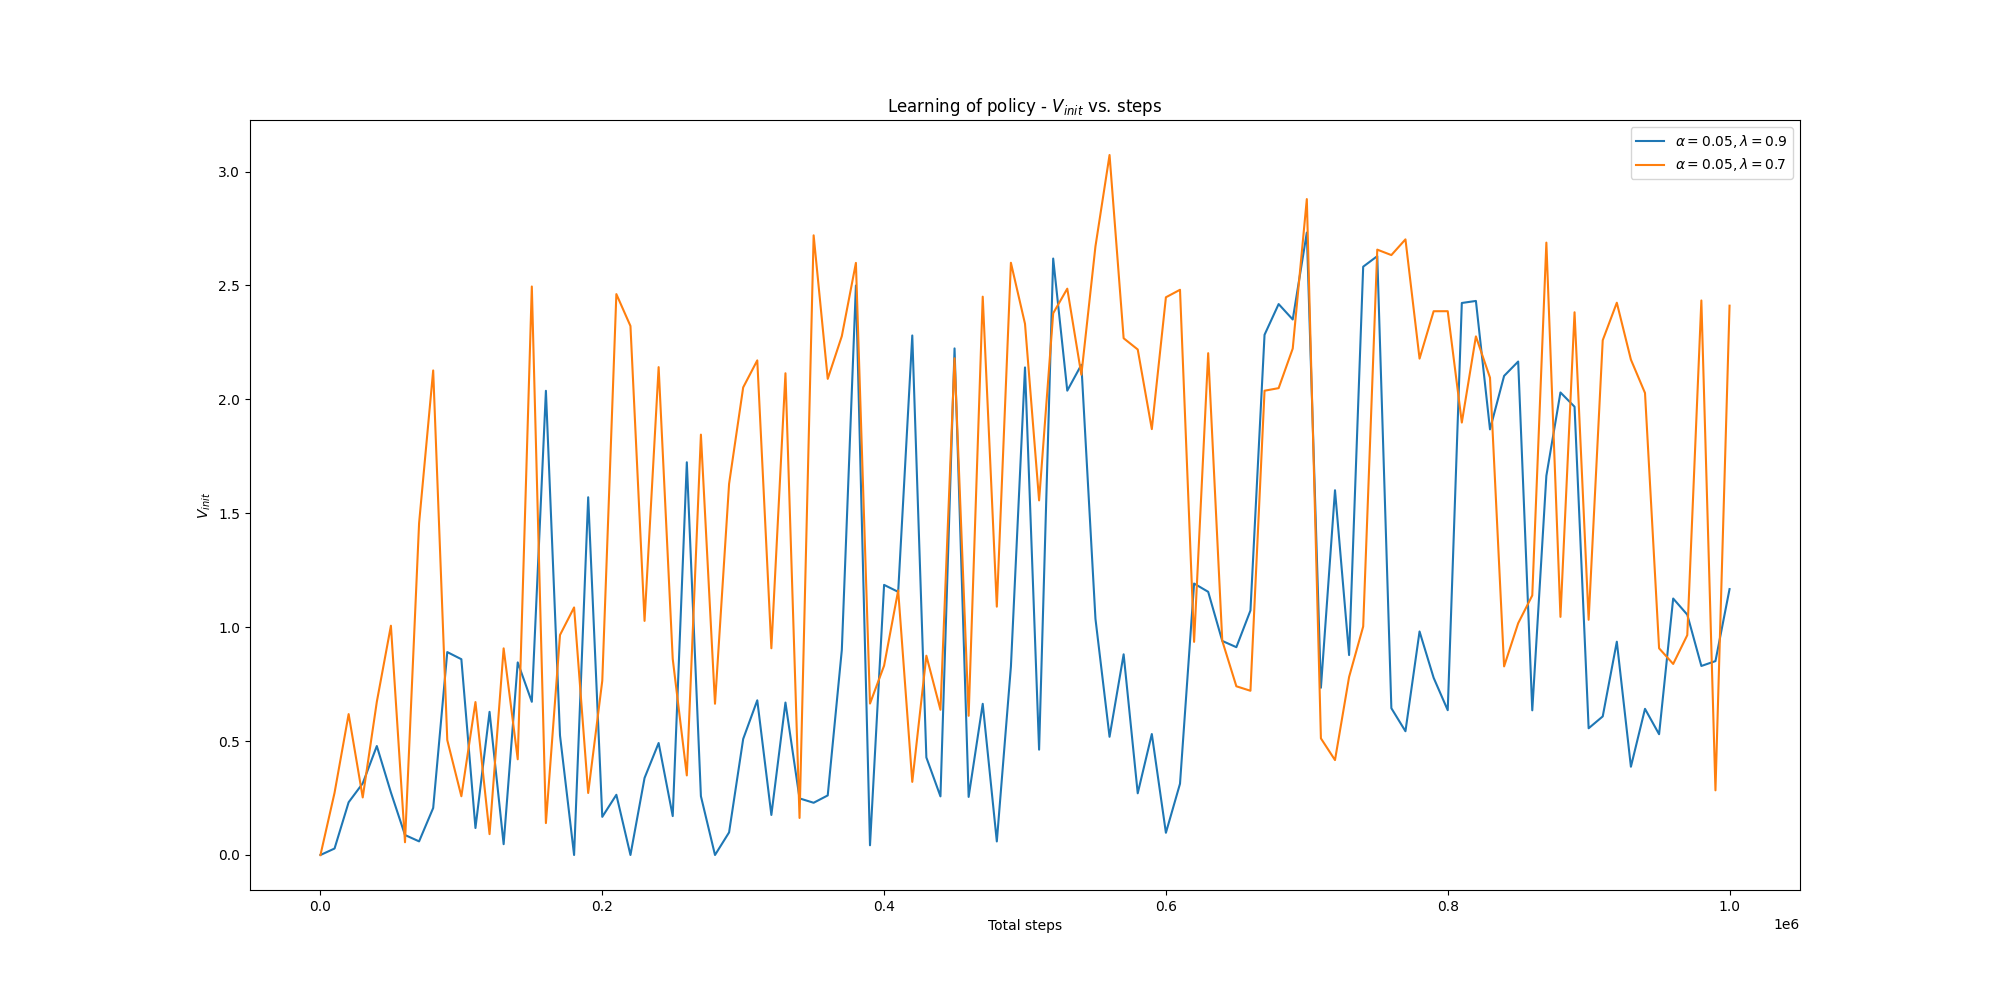 Learning of policy - V_init vs. steps
α = 0.05, λ = 0.9
α = 0.05, λ = 0.7
V_init
3.0
2.5
2.0
1.5
1.0
0.5
0.0
0.0 0.2 0.4 0.6 0.8 1.0
1e6
Total steps